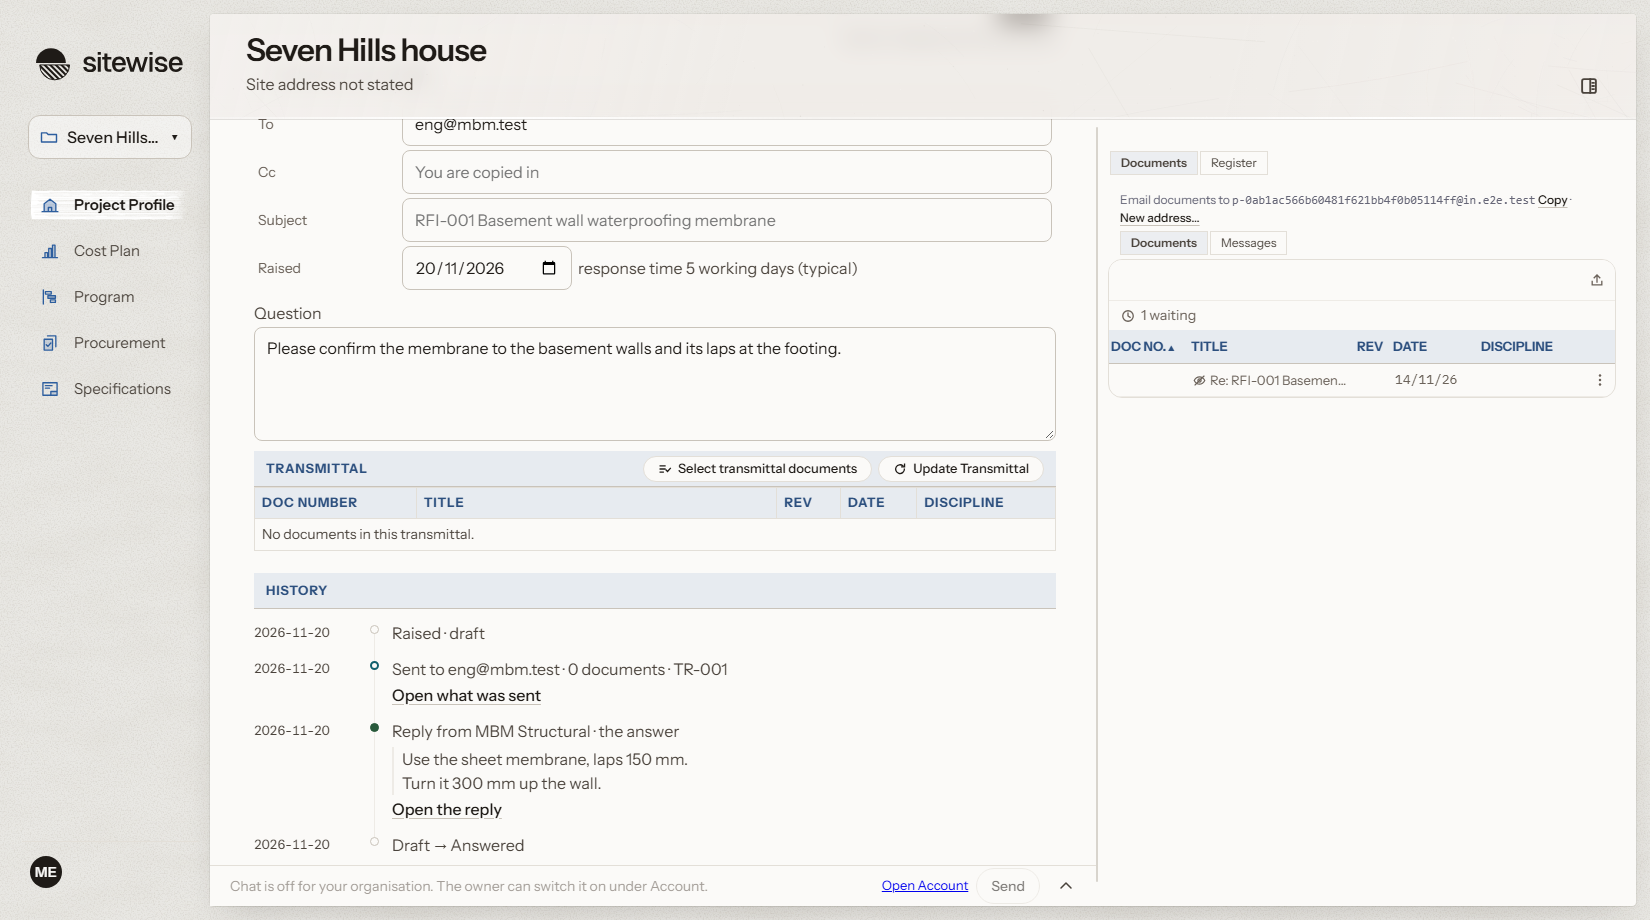 sitewise
Seven Hills...
Project Profile
Cost Plan
Program
Procurement
Specifications
ME
Seven Hills house
Site address not stated
To
eng@mbm.test
Cc
You are copied in
Subject
RFI-001 Basement wall waterproofing membrane
Raised
20/11/2026
response time 5 working days (typical)
Question
Please confirm the membrane to the basement walls and its laps at the footing.
TRANSMITTAL
Select transmittal documents
Update Transmittal
DOC NUMBER TITLE REV DATE DISCIPLINE
No documents in this transmittal.
HISTORY
2026-11-20 Raised · draft
2026-11-20 Sent to eng@mbm.test · 0 documents · TR-001
Open what was sent
2026-11-20 Reply from MBM Structural · the answer
Use the sheet membrane, laps 150 mm.
Turn it 300 mm up the wall.
Open the reply
2026-11-20 Draft → Answered
Chat is off for your organisation. The owner can switch it on under Account.
Open Account
Send
Documents Register
Email documents to p-0ab1ac566b60481f621bb4f0b05114ff@in.e2e.test Copy ·
New address...
Documents Messages
1 waiting
DOC NO. ▲ TITLE REV DATE DISCIPLINE
Re: RFI-001 Basemen... 14/11/26